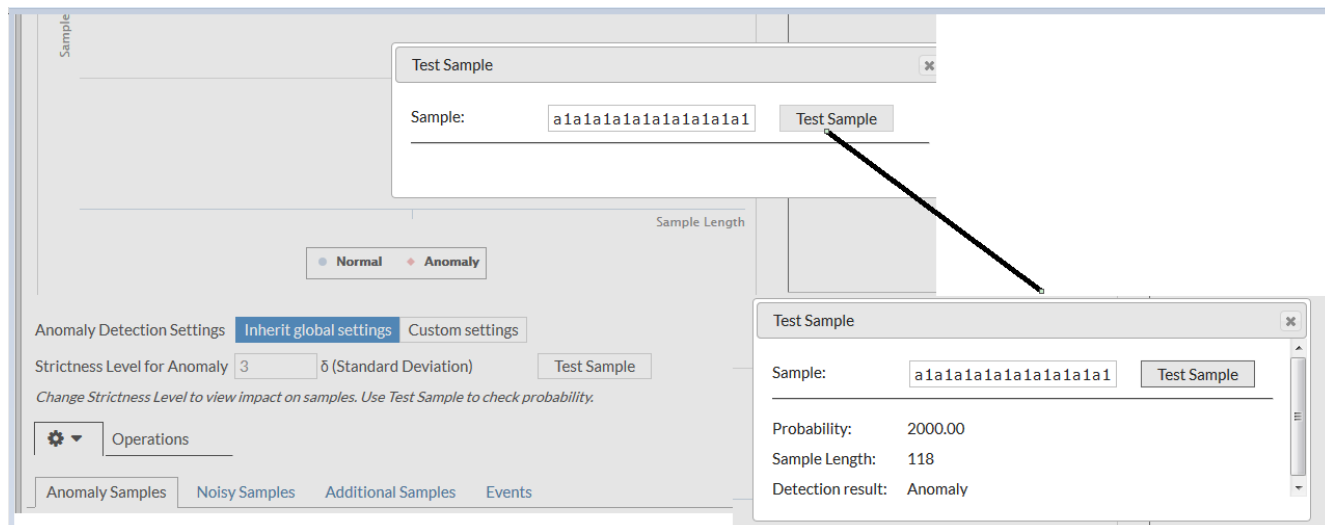 Sample
Test Sample
Sample: a1a1a1a1a1a1a1a1a1a1 Test Sample
Sample Length
Normal Anomaly
Anomaly Detection Settings Inherit global settings Custom settings
Strictness Level for Anomaly 3 δ (Standard Deviation) Test Sample
Change Strictness Level to view impact on samples. Use Test Sample to check probability.
Operations
Anomaly Samples Noisy Samples Additional Samples Events
Test Sample
Sample: a1a1a1a1a1a1a1a1a1a1 Test Sample
Probability: 2000.00
Sample Length: 118
Detection result: Anomaly